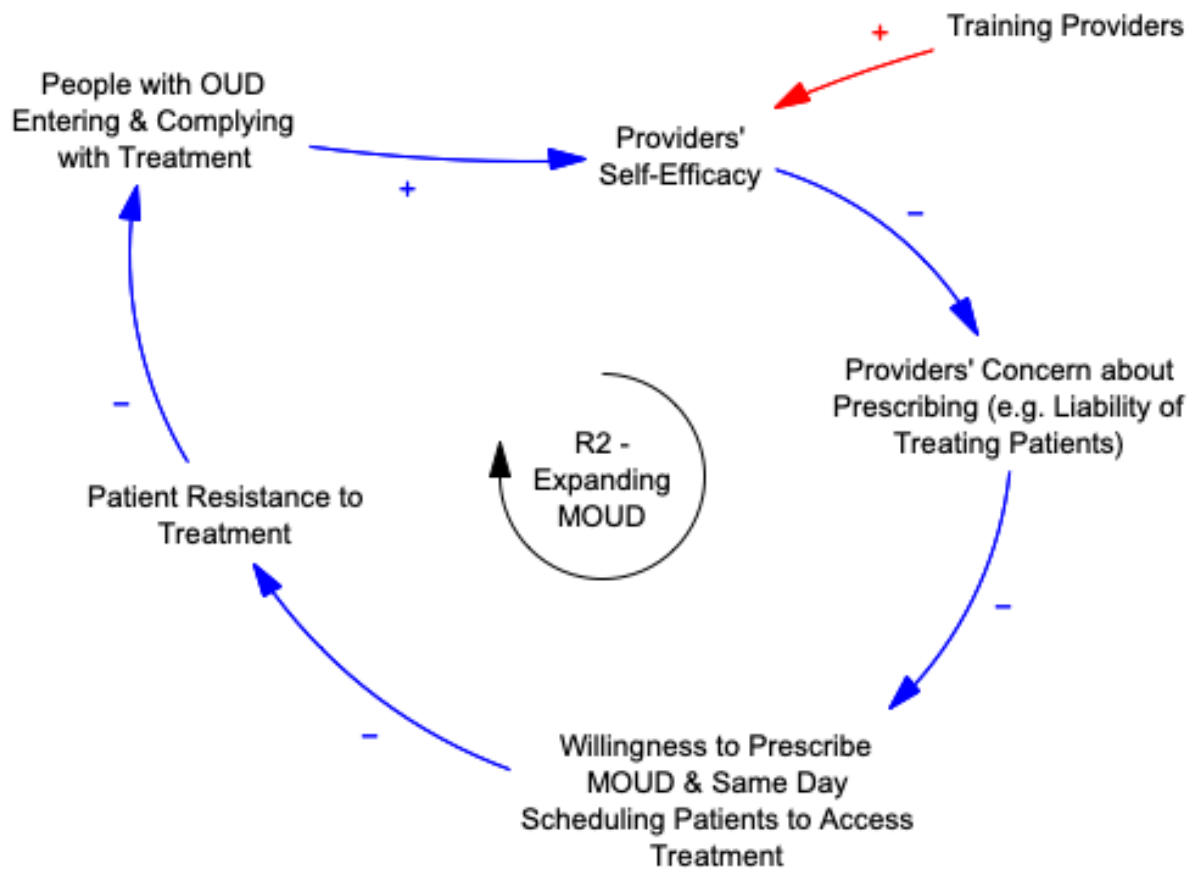 Training Providers
+
People with OUD
Entering & Complying
with Treatment
+
Providers'
Self-Efficacy
–
Providers' Concern about
Prescribing (e.g. Liability of
Treating Patients)
–
R2 -
Expanding
MOUD
Patient Resistance to
Treatment
–
–
Willingness to Prescribe
MOUD & Same Day
Scheduling Patients to Access
Treatment